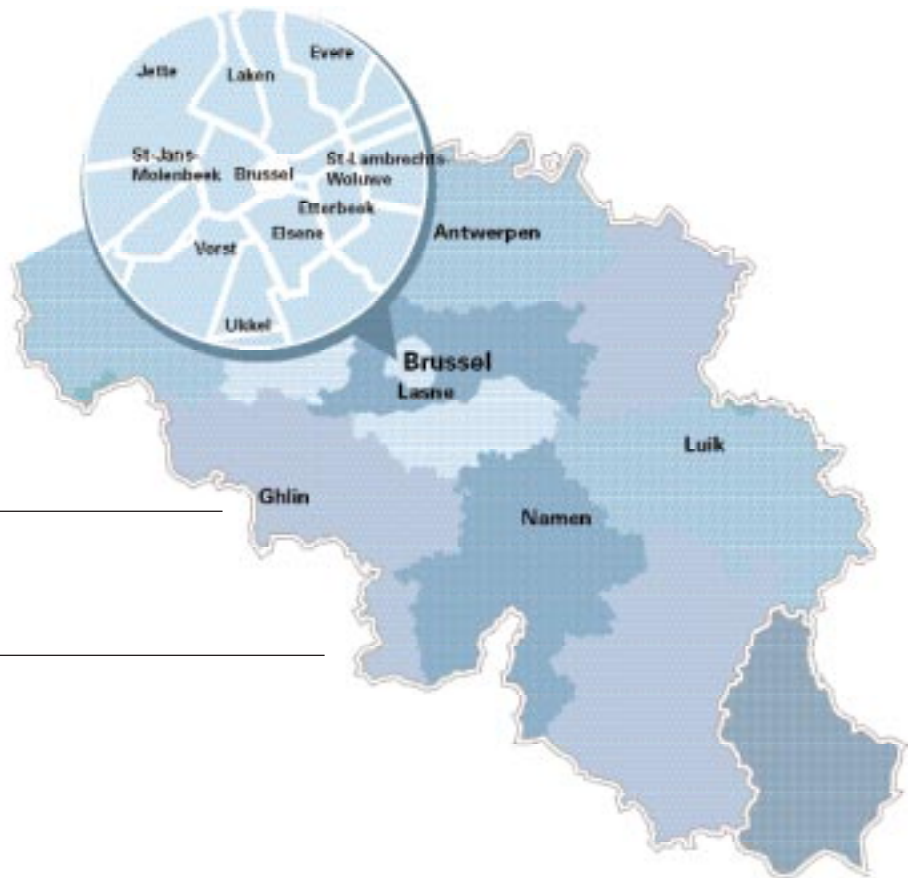 Evere
Jette
Laken
St-Jans-
Molenbeek
Brussel
St-Lambrechts-
Woluwe
Etterbeek
Elsene
Vorst
Ukkel
Antwerpen
Brussel
Lasne
Luik
Ghlin
Namen